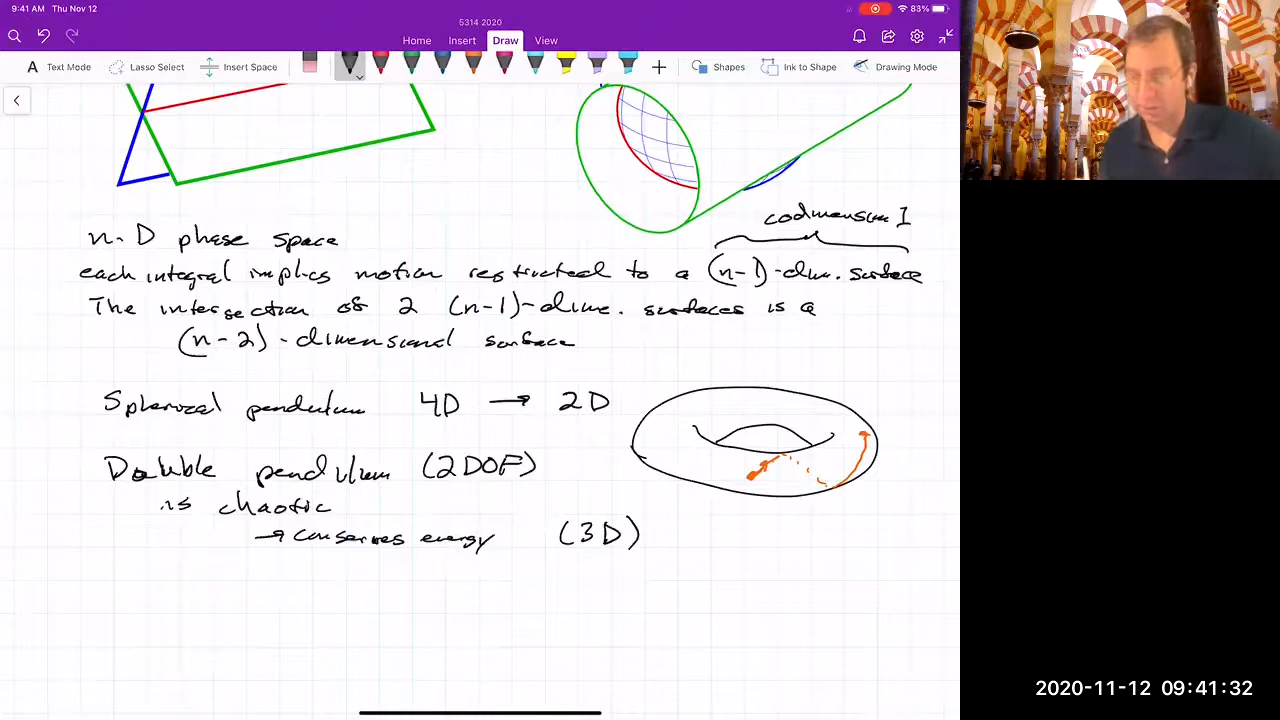 9:41 AM Thu Nov 12
83%
5314 2020
Home Insert Draw View
Text Mode Lasso Select Insert Space Shapes Ink to Shape Drawing Mode
codimension 1
n-D phase space
each integral implies motion restricted to a (n-1)-dim. surface
The intersection of 2 (n-1)-dime. surfaces is a
(n-2)-dimensional surface
Spherical pendulum 4D → 2D
Double pendulum (2DOF)
is chaotic
→ conserves energy (3D)
2020-11-12 09:41:32